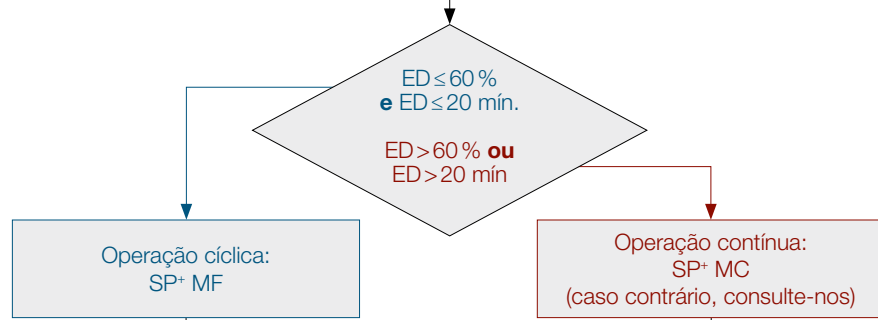 ED ≤ 60 %
e ED ≤ 20 mín.
ED > 60 % ou
ED > 20 mín
Operação cíclica:
SP⁺ MF
Operação contínua:
SP⁺ MC
(caso contrário, consulte-nos)